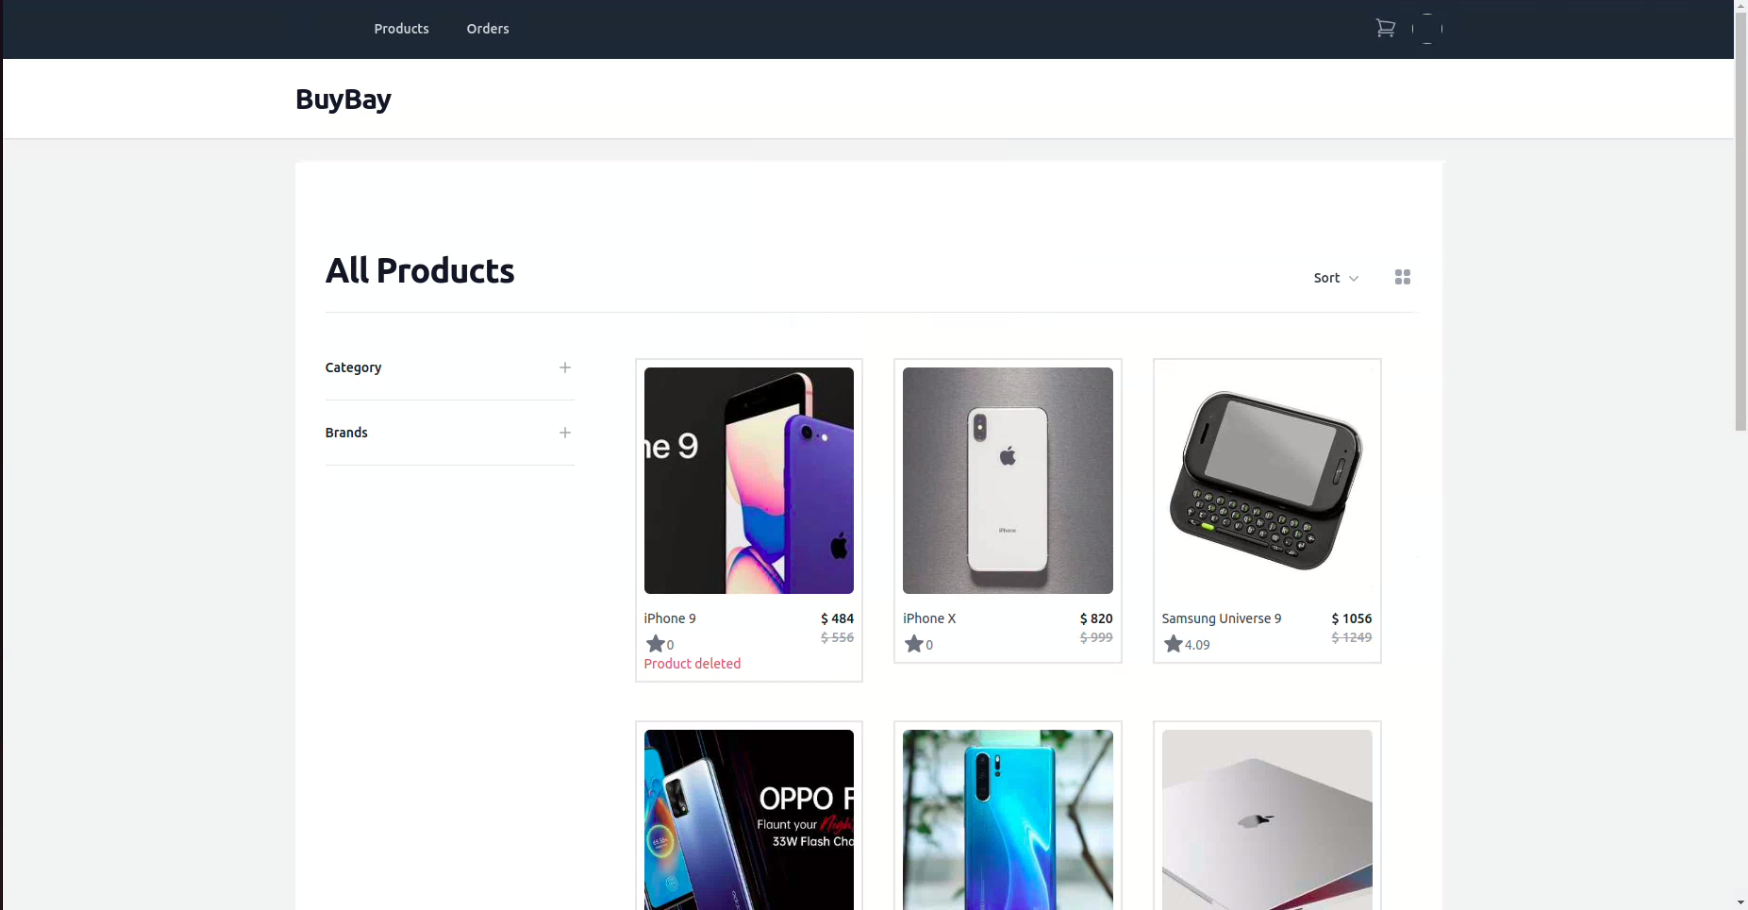 Products Orders
BuyBay
All Products
Sort
Category
Brands
ne 9
iPhone
iPhone 9 $ 484
0 $ 556
Product deleted
iPhone X $ 820
0 $ 999
Samsung Universe 9 $ 1056
4.09 $ 1249
OPPO F
Flaunt your Nigh
33W Flash Cha